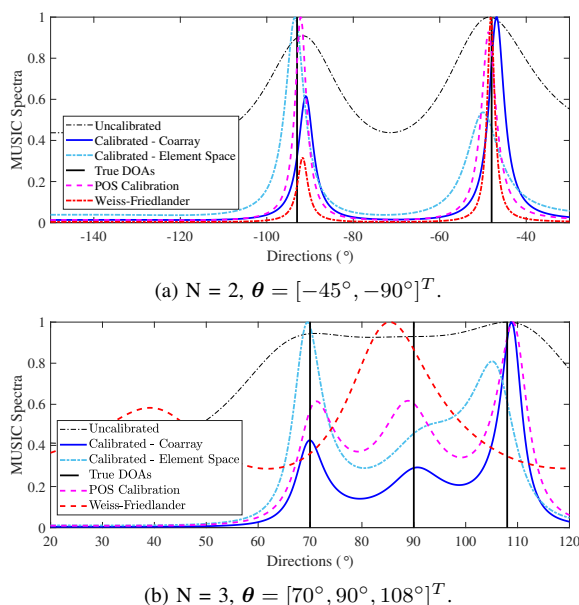 1
0.8
0.6
0.4
0.2
0
MUSIC Spectra
Uncalibrated
Calibrated - Coarray
Calibrated - Element Space
True DOAs
POS Calibration
Weiss-Friedlander
-140 -120 -100 -80 -60 -40
Directions (°)
(a) N = 2, θ = [−45°, −90°]^T.
1
0.8
0.6
0.4
0.2
0
MUSIC Spectra
Uncalibrated
Calibrated - Coarray
Calibrated - Element Space
True DOAs
POS Calibration
Weiss-Friedlander
20 30 40 50 60 70 80 90 100 110 120
Directions (°)
(b) N = 3, θ = [70°, 90°, 108°]^T.